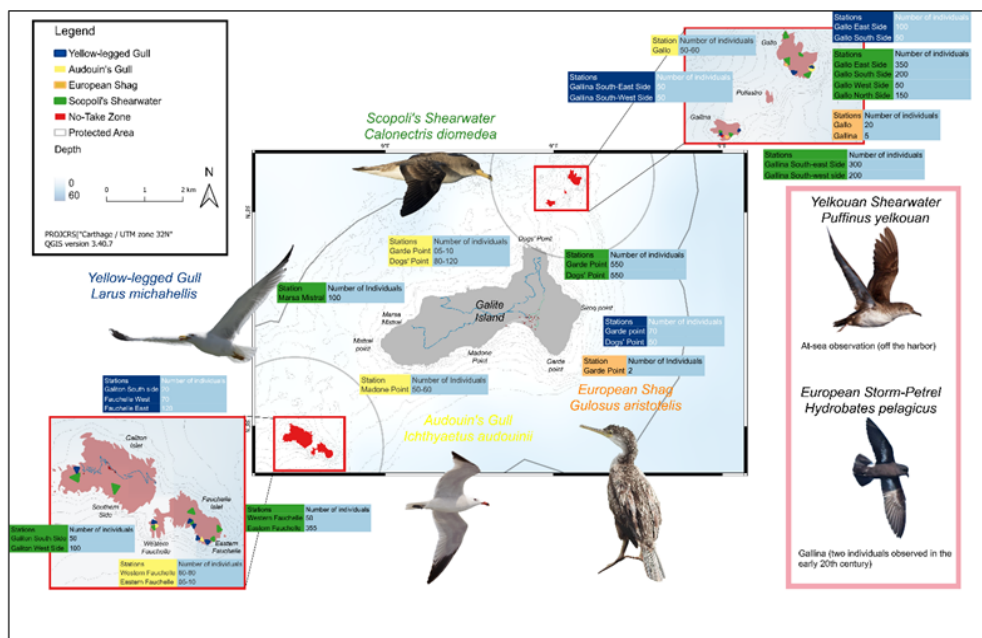 Legend
Yellow-legged Gull
Audouin's Gull
European Shag
Scopoli's Shearwater
No-Take Zone
Protected Area
Depth
0
60
0 1 2 km
N
PROJCRS["Carthage / UTM zone 32N"
QGIS version 3.40.7
Scopoli's Shearwater
Calonectris diomedea
Station Number of individuals
Gallo 50-60
Stations Number of individuals
Gallina South-East Side 50
Gallina South-West Side 50
Gallo
Pollastro
Gallina
Stations Number of individuals
Gallo East Side 100
Gallo South Side 50
Stations Number of individuals
Gallo East Side 350
Gallo South Side 200
Gallo West Side 50
Gallo North Side 150
Stations Number of individuals
Gallo 20
Gallina 5
Stations Number of individuals
Gallina South-east Side 300
Gallina South-west side 200
Yellow-legged Gull
Larus michahellis
Stations Number of individuals
Garde Point 05-10
Dogs' Point 80-120
Dogs' Point
Stations Number of individuals
Garde Point 550
Dogs' Point 550
Station Number of Individuals
Marsa Mistral 100
Galite
Island
Marsa
Mistral
Mistral
point
Madone
Point
Garde
point
Stations Number of individuals
Garde point 70
Dogs' Point
Station Number of Individuals
Garde Point 2
Station Number of individuals
Madone Point 50-60
European Shag
Gulosus aristotelis
Audouin's Gull
Ichthyaetus audouinii
Stations Number of individuals
Galiton South side
Fauchelle West 70
Fauchelle East
Galiton
Islet
Southern
Side
Fauchelle
Islet
Western
Fauchelle
Eastern
Fauchelle
Stations Number of individuals
Galiton South Side 50
Galiton West Side 100
Stations Number of individuals
Western Fauchelle 50
Eastern Fauchelle 355
Stations Number of individuals
Western Fauchelle
Eastern Fauchelle 05-10
Yelkouan Shearwater
Puffinus yelkouan
At-sea observation (off the harbor)
European Storm-Petrel
Hydrobates pelagicus
Gallina (two individuals observed in the
early 20th century)